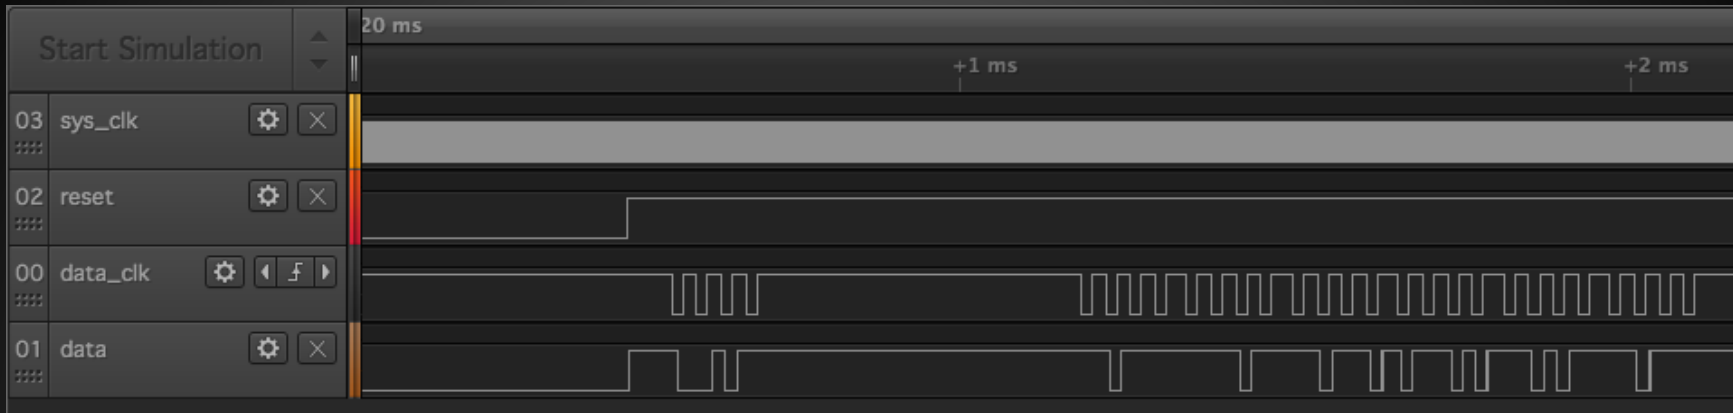 Start Simulation
20 ms
+1 ms
+2 ms
03 sys_clk
02 reset
00 data_clk
01 data